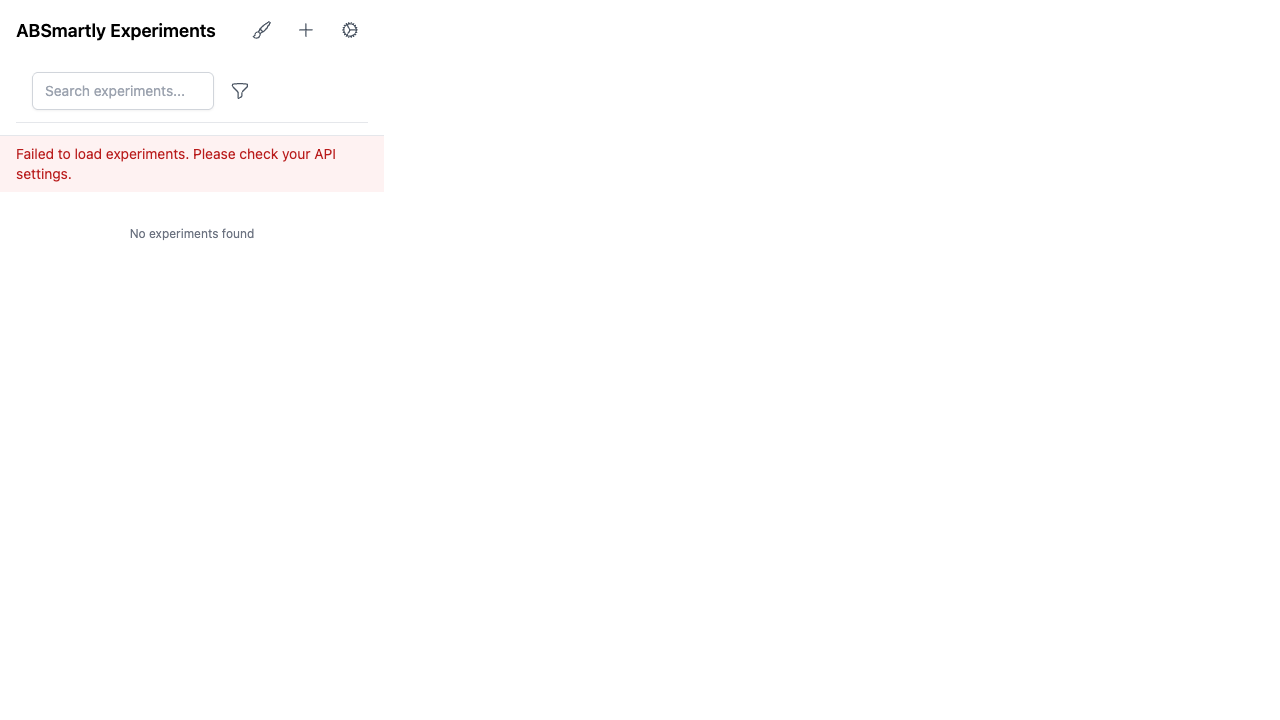 ABSmartly Experiments
Search experiments...
Failed to load experiments. Please check your API
settings.
No experiments found